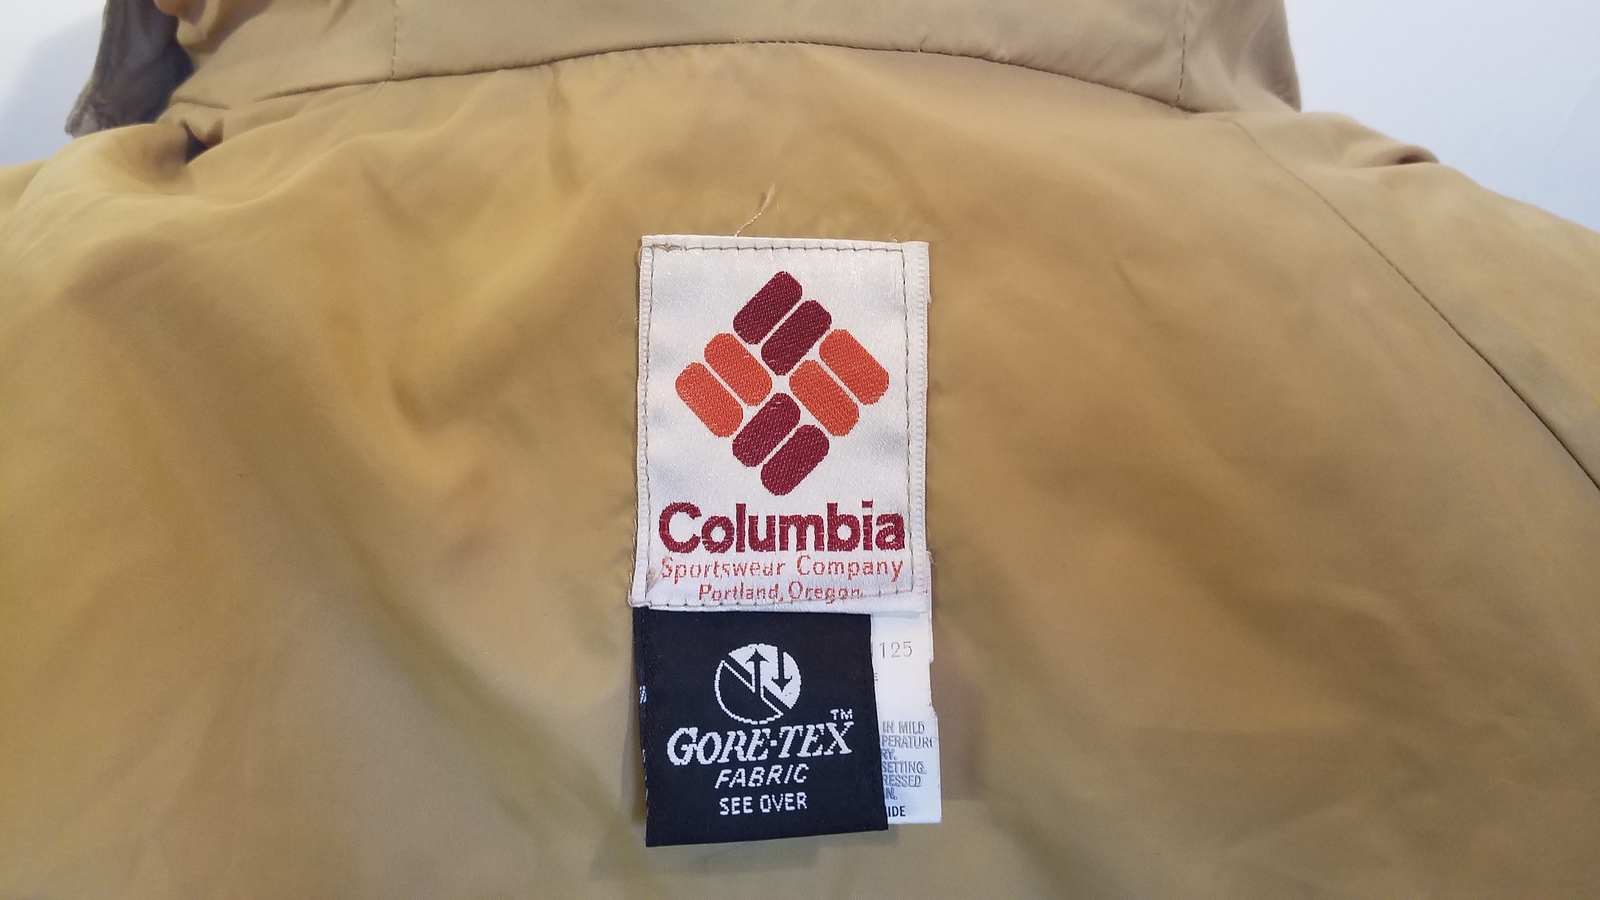 Columbia
Sportswear Company
Portland, Oregon
125
GORE-TEX™
FABRIC
SEE OVER
IN MILD
PERATUR
RY.
SETTING.
RESSED
N.
IDE